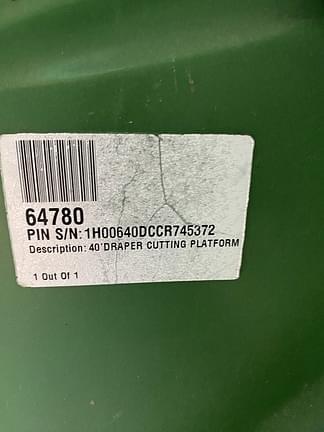 64780
PIN S/N:1H00640DCCR745372
Description: 40'DRAPER CUTTING PLATFORM
1 Out Of 1